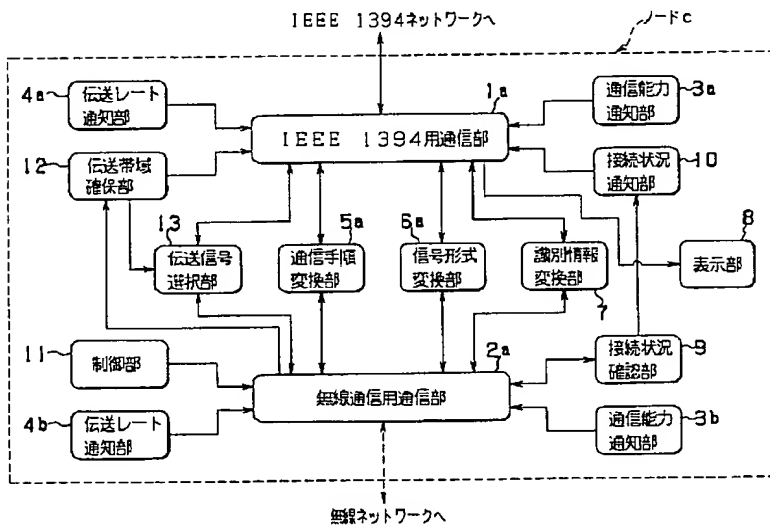 IEEE 1394ネットワークへ
ノードc
4a
伝送レート
通知部
1a
通信能力
通知部
3a
IEEE 1394用通信部
12
伝送帯域
確保部
接続状況
通知部
10
13
伝送信号
選択部
5a
通信手順
変換部
6a
信号形式
変換部
識別情報
変換部
7
8
表示部
11
制御部
2a
無線通信用通信部
接続状況
確認部
9
4b
伝送レート
通知部
通信能力
通知部
3b
無線ネットワークへ